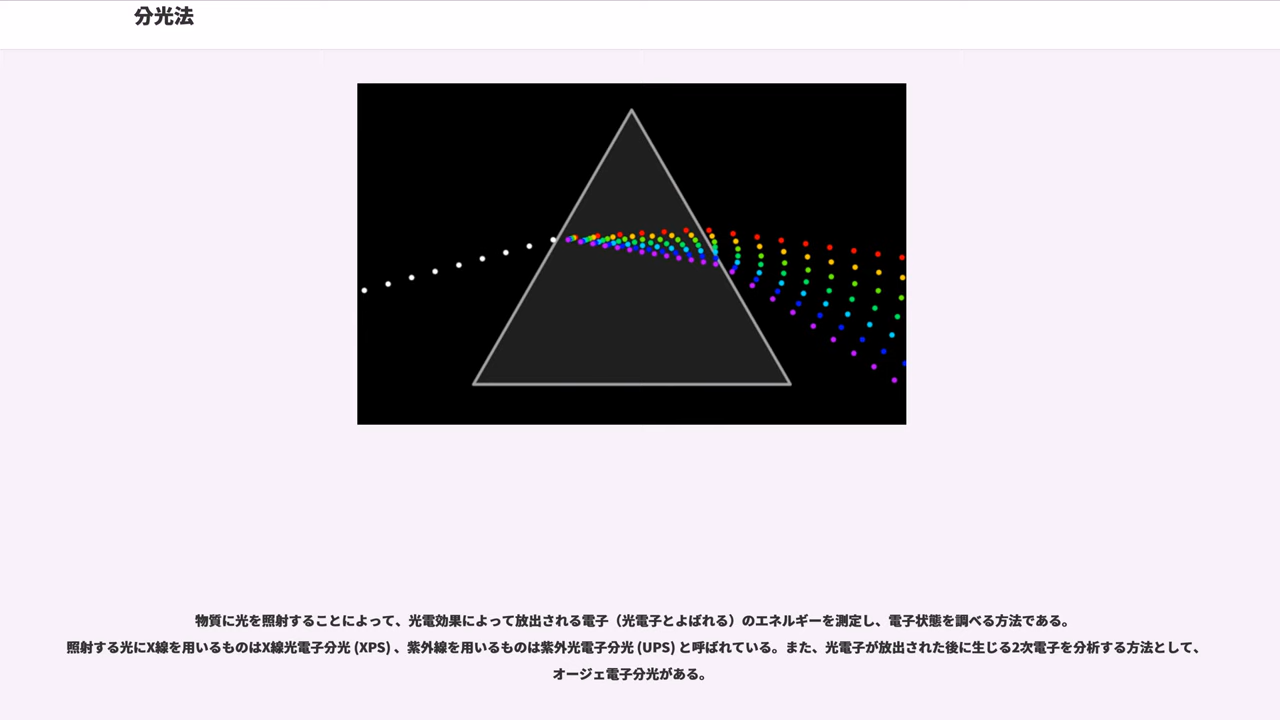 分光法
物質に光を照射することによって、光電効果によって放出される電子（光電子とよばれる）のエネルギーを測定し、電子状態を調べる方法である。
照射する光にX線を用いるものはX線光電子分光 (XPS) 、紫外線を用いるものは紫外光電子分光 (UPS) と呼ばれている。また、光電子が放出された後に生じる2次電子を分析する方法として、
オージェ電子分光がある。